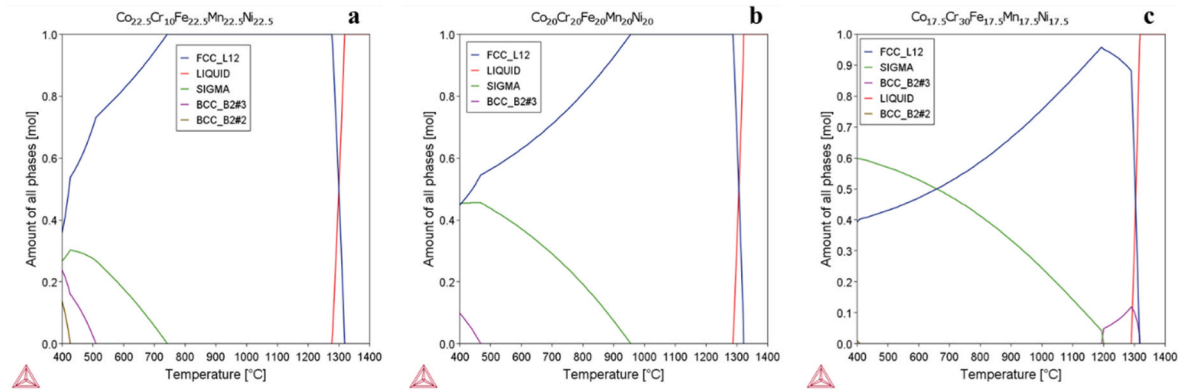 Co22.5Cr10Fe22.5Mn22.5Ni22.5
a
Amount of all phases [mol]
1.0
0.8
0.6
0.4
0.2
0.0
FCC_L12
LIQUID
SIGMA
BCC_B2#3
BCC_B2#2
400 500 600 700 800 900 1000 1100 1200 1300 1400
Temperature [°C]
Co20Cr20Fe20Mn20Ni20
b
Amount of all phases [mol]
1.0
0.8
0.6
0.4
0.2
0.0
FCC_L12
LIQUID
SIGMA
BCC_B2#3
400 500 600 700 800 900 1000 1100 1200 1300 1400
Temperature [°C]
Co17.5Cr30Fe17.5Mn17.5Ni17.5
c
Amount of all phases [mol]
1.0
0.9
0.8
0.7
0.6
0.5
0.4
0.3
0.2
0.1
0.0
FCC_L12
SIGMA
BCC_B2#3
LIQUID
BCC_B2#2
400 500 600 700 800 900 1000 1100 1200 1300 1400
Temperature [°C]